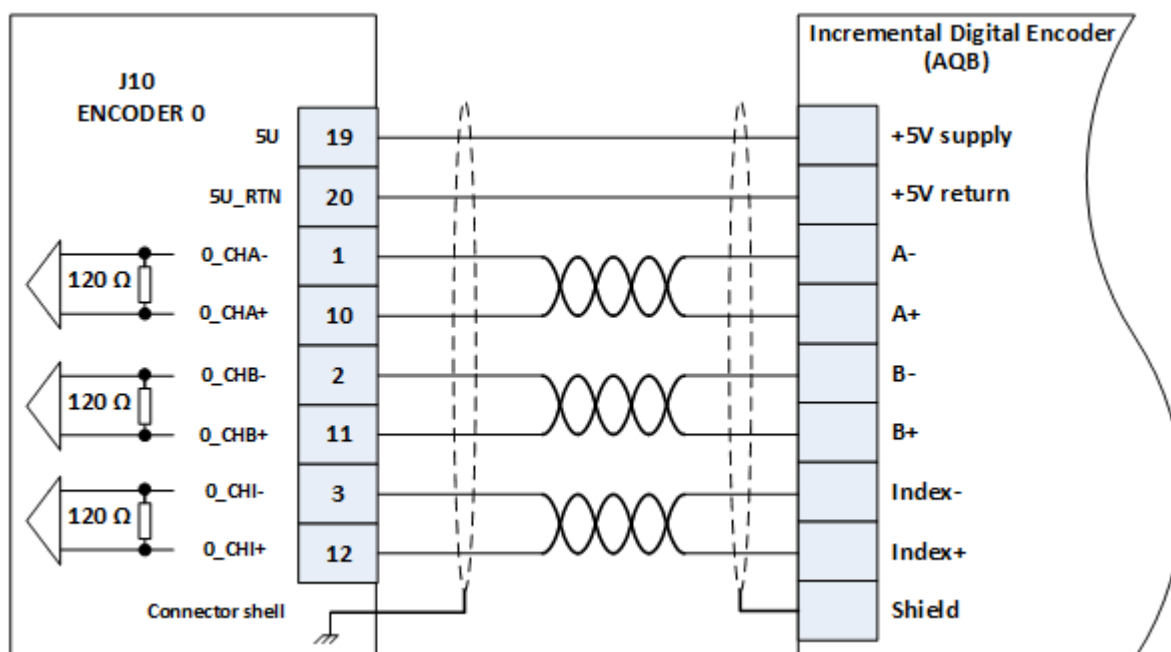 J10
ENCODER 0
Incremental Digital Encoder
(AQB)
5U 19 +5V supply
5U_RTN 20 +5V return
0_CHA- 1 A-
120 Ω
0_CHA+ 10 A+
0_CHB- 2 B-
120 Ω
0_CHB+ 11 B+
0_CHI- 3 Index-
120 Ω
0_CHI+ 12 Index+
Connector shell Shield